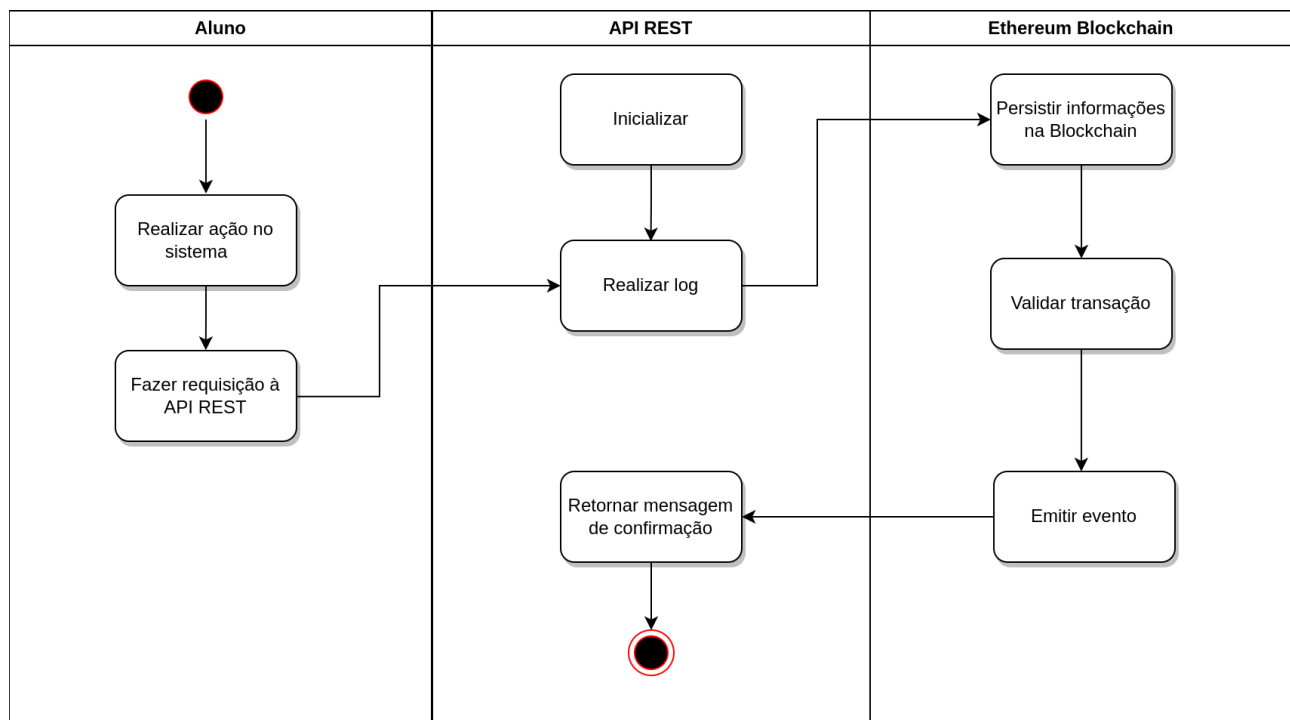 Aluno
API REST
Ethereum Blockchain
Realizar ação no
sistema
Fazer requisição à
API REST
Inicializar
Realizar log
Retornar mensagem
de confirmação
Persistir informações
na Blockchain
Validar transação
Emitir evento